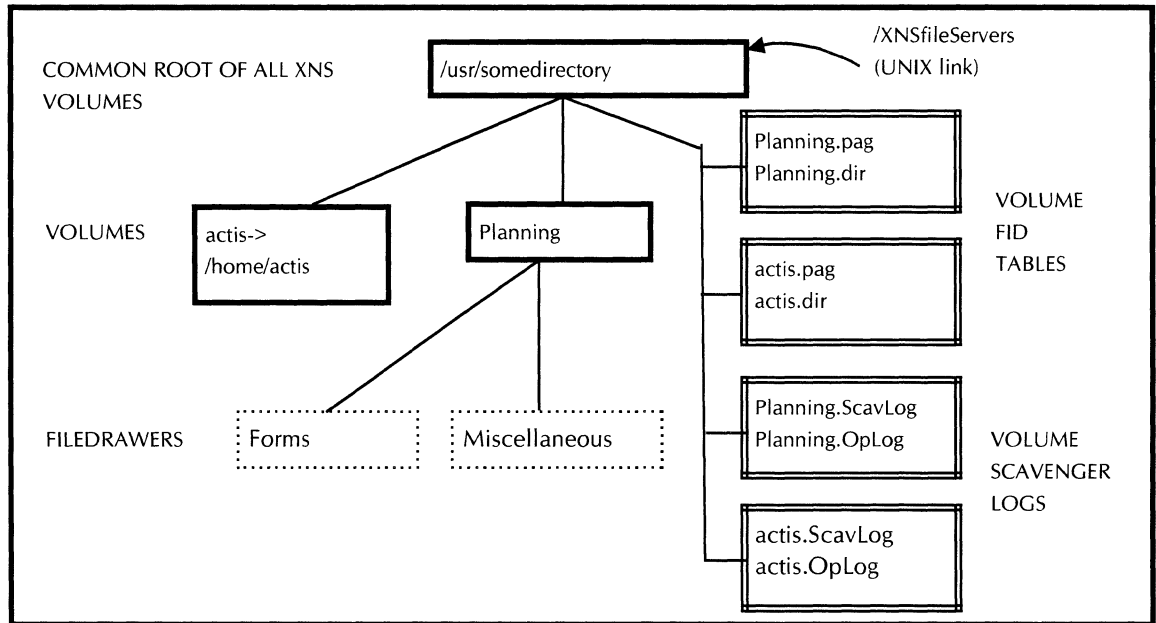 /XNSfileServers
(UNIX link)
COMMON ROOT OF ALL XNS
VOLUMES
/usr/somedirectory
Planning.pag
Planning.dir
VOLUME
FID
TABLES
VOLUMES
actis->
/home/actis
Planning
actis.pag
actis.dir
FILEDRAWERS
Forms
Miscellaneous
Planning.ScavLog
Planning.OpLog
VOLUME
SCAVENGER
LOGS
actis.ScavLog
actis.OpLog